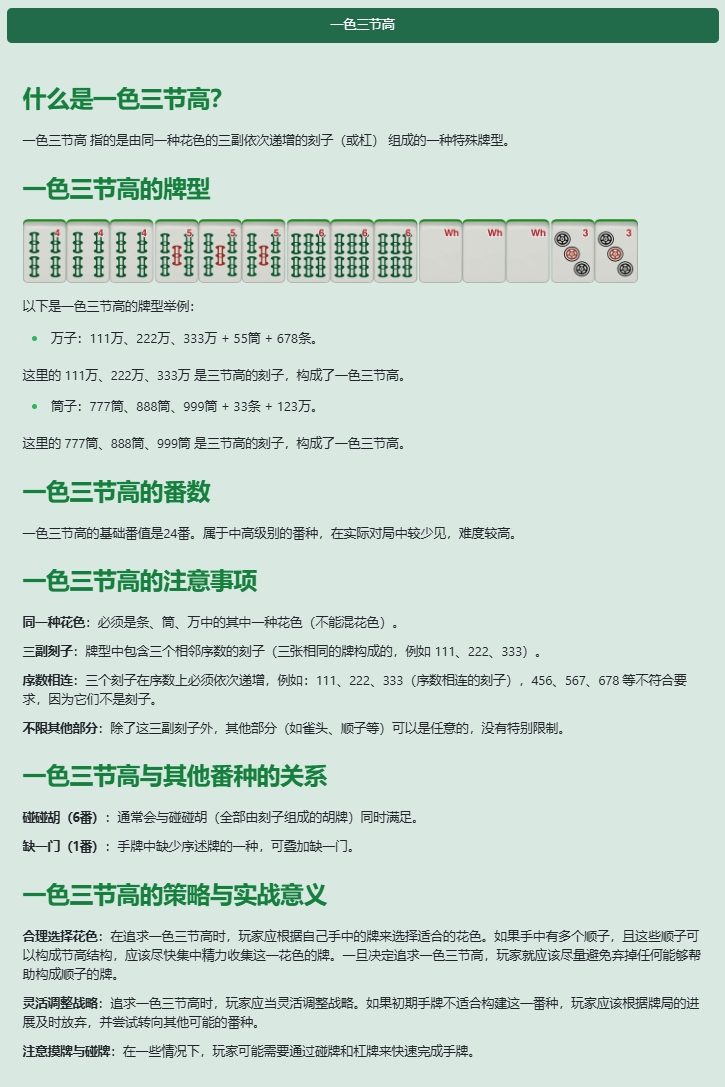 一色三节高
什么是一色三节高？
一色三节高 指的是由同一种花色的三副依次递增的刻子（或杠） 组成的一种特殊牌型。
一色三节高的牌型
4 4 4 5 5 5 6 6 6 Wh Wh Wh 3 3
以下是一色三节高的牌型举例：
万子：111万、222万、333万 + 55筒 + 678条。
这里的 111万、222万、333万 是三节高的刻子，构成了一色三节高。
筒子：777筒、888筒、999筒 + 33条 + 123万。
这里的 777筒、888筒、999筒 是三节高的刻子，构成了一色三节高。
一色三节高的番数
一色三节高的基础番值是24番。属于中高级别的番种，在实际对局中较少见，难度较高。
一色三节高的注意事项
同一种花色：必须是条、筒、万中的其中一种花色（不能混花色）。
三副刻子：牌型中包含三个相邻序数的刻子（三张相同的牌构成的，例如 111、222、333）。
序数相连：三个刻子在序数上必须依次递增，例如：111、222、333（序数相连的刻子），456、567、678 等不符合要
求，因为它们不是刻子。
不限其他部分：除了这三副刻子外，其他部分（如雀头、顺子等）可以是任意的，没有特别限制。
一色三节高与其他番种的关系
碰碰胡（6番）：通常会与碰碰胡（全部由刻子组成的胡牌）同时满足。
缺一门（1番）：手牌中缺少序述牌的一种，可叠加缺一门。
一色三节高的策略与实战意义
合理选择花色：在追求一色三节高时，玩家应根据自己手中的牌来选择适合的花色。如果手中有多个顺子，且这些顺子可
以构成节高结构，应该尽快集中精力收集这一花色的牌。一旦决定追求一色三节高，玩家就应该尽量避免弃掉任何能够帮
助构成顺子的牌。
灵活调整战略：追求一色三节高时，玩家应当灵活调整战略。如果初期手牌不适合构建这一番种，玩家应该根据牌局的进
展及时放弃，并尝试转向其他可能的番种。
注意摸牌与碰牌：在一些情况下，玩家可能需要通过碰牌和杠牌来快速完成手牌。